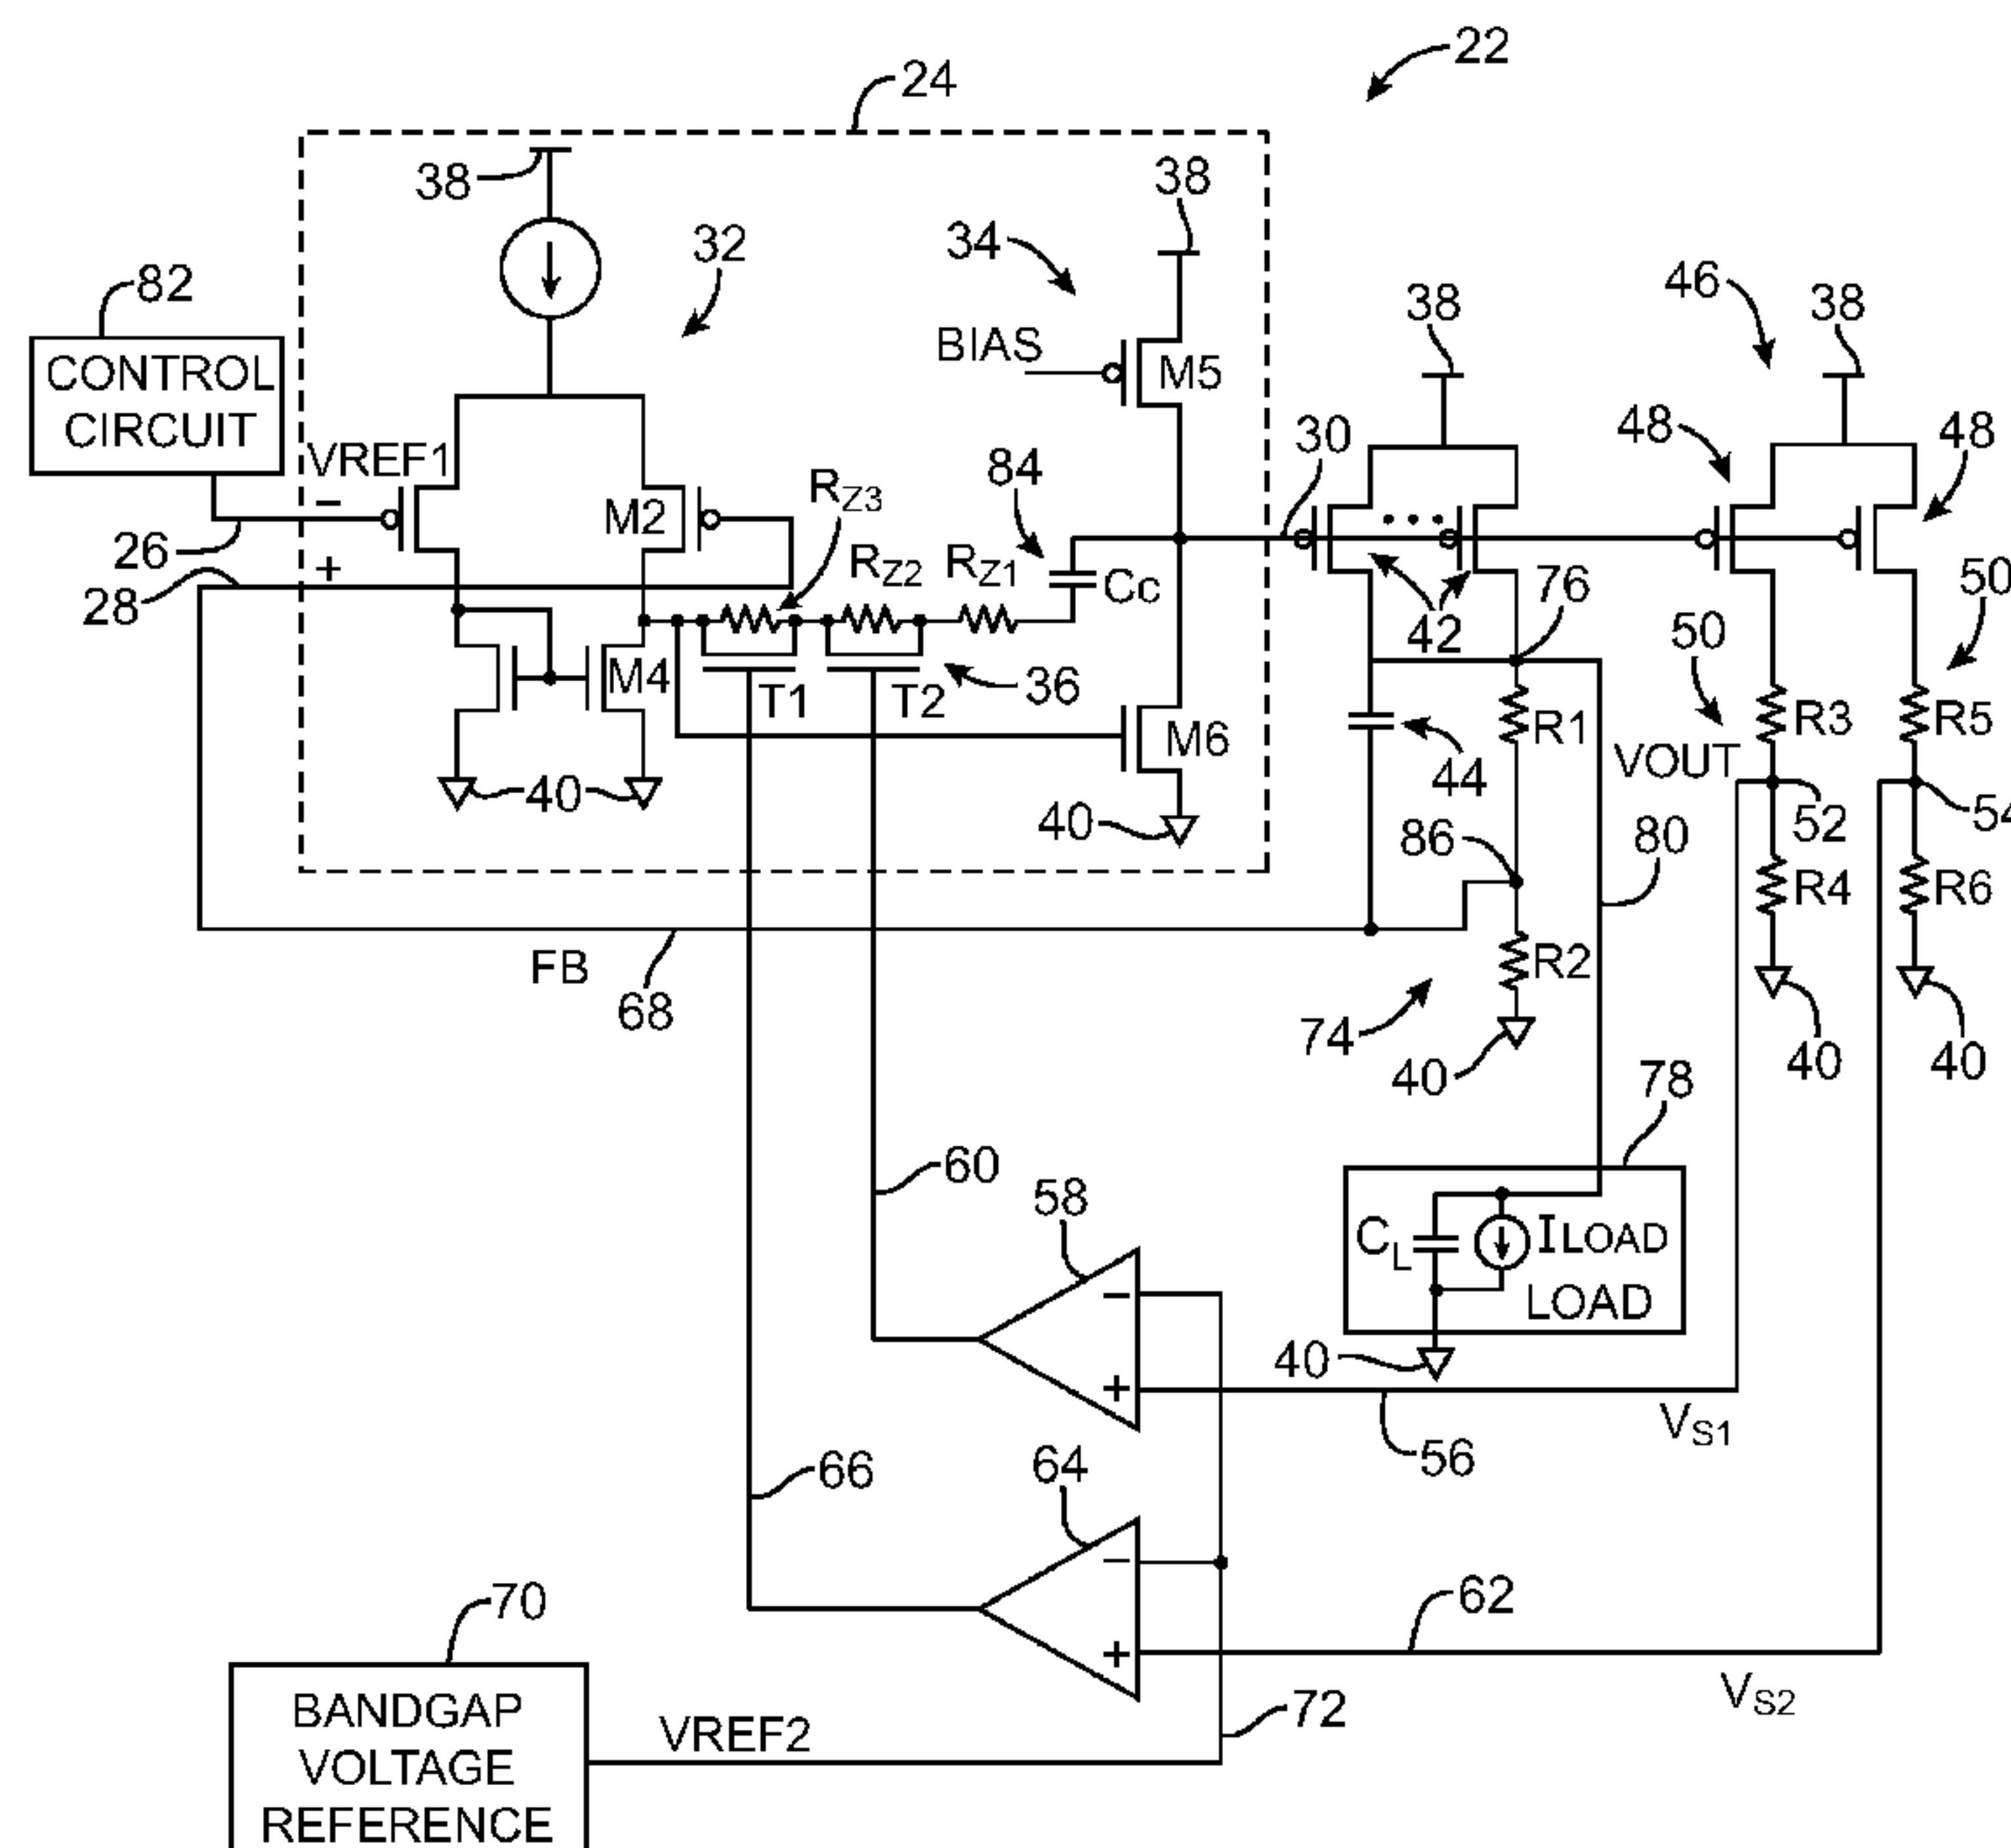 22
24
38
32
34
38
82
CONTROL
CIRCUIT
BIAS
M5
38
46
38
VREF1
−
M2
RZ3
84
30
48
48
26
+
28
RZ2
RZ1
Cc
42
76
50
50
M4
T1
T2
36
M6
44
R1
VOUT
R3
R5
40
40
86
80
52
54
R4
R6
FB
68
R2
74
40
40
40
78
60
58
CL
ILOAD
LOAD
−
+
40
VS1
56
66
64
−
+
62
70
BANDGAP
VOLTAGE
REFERENCE
VREF2
72
VS2